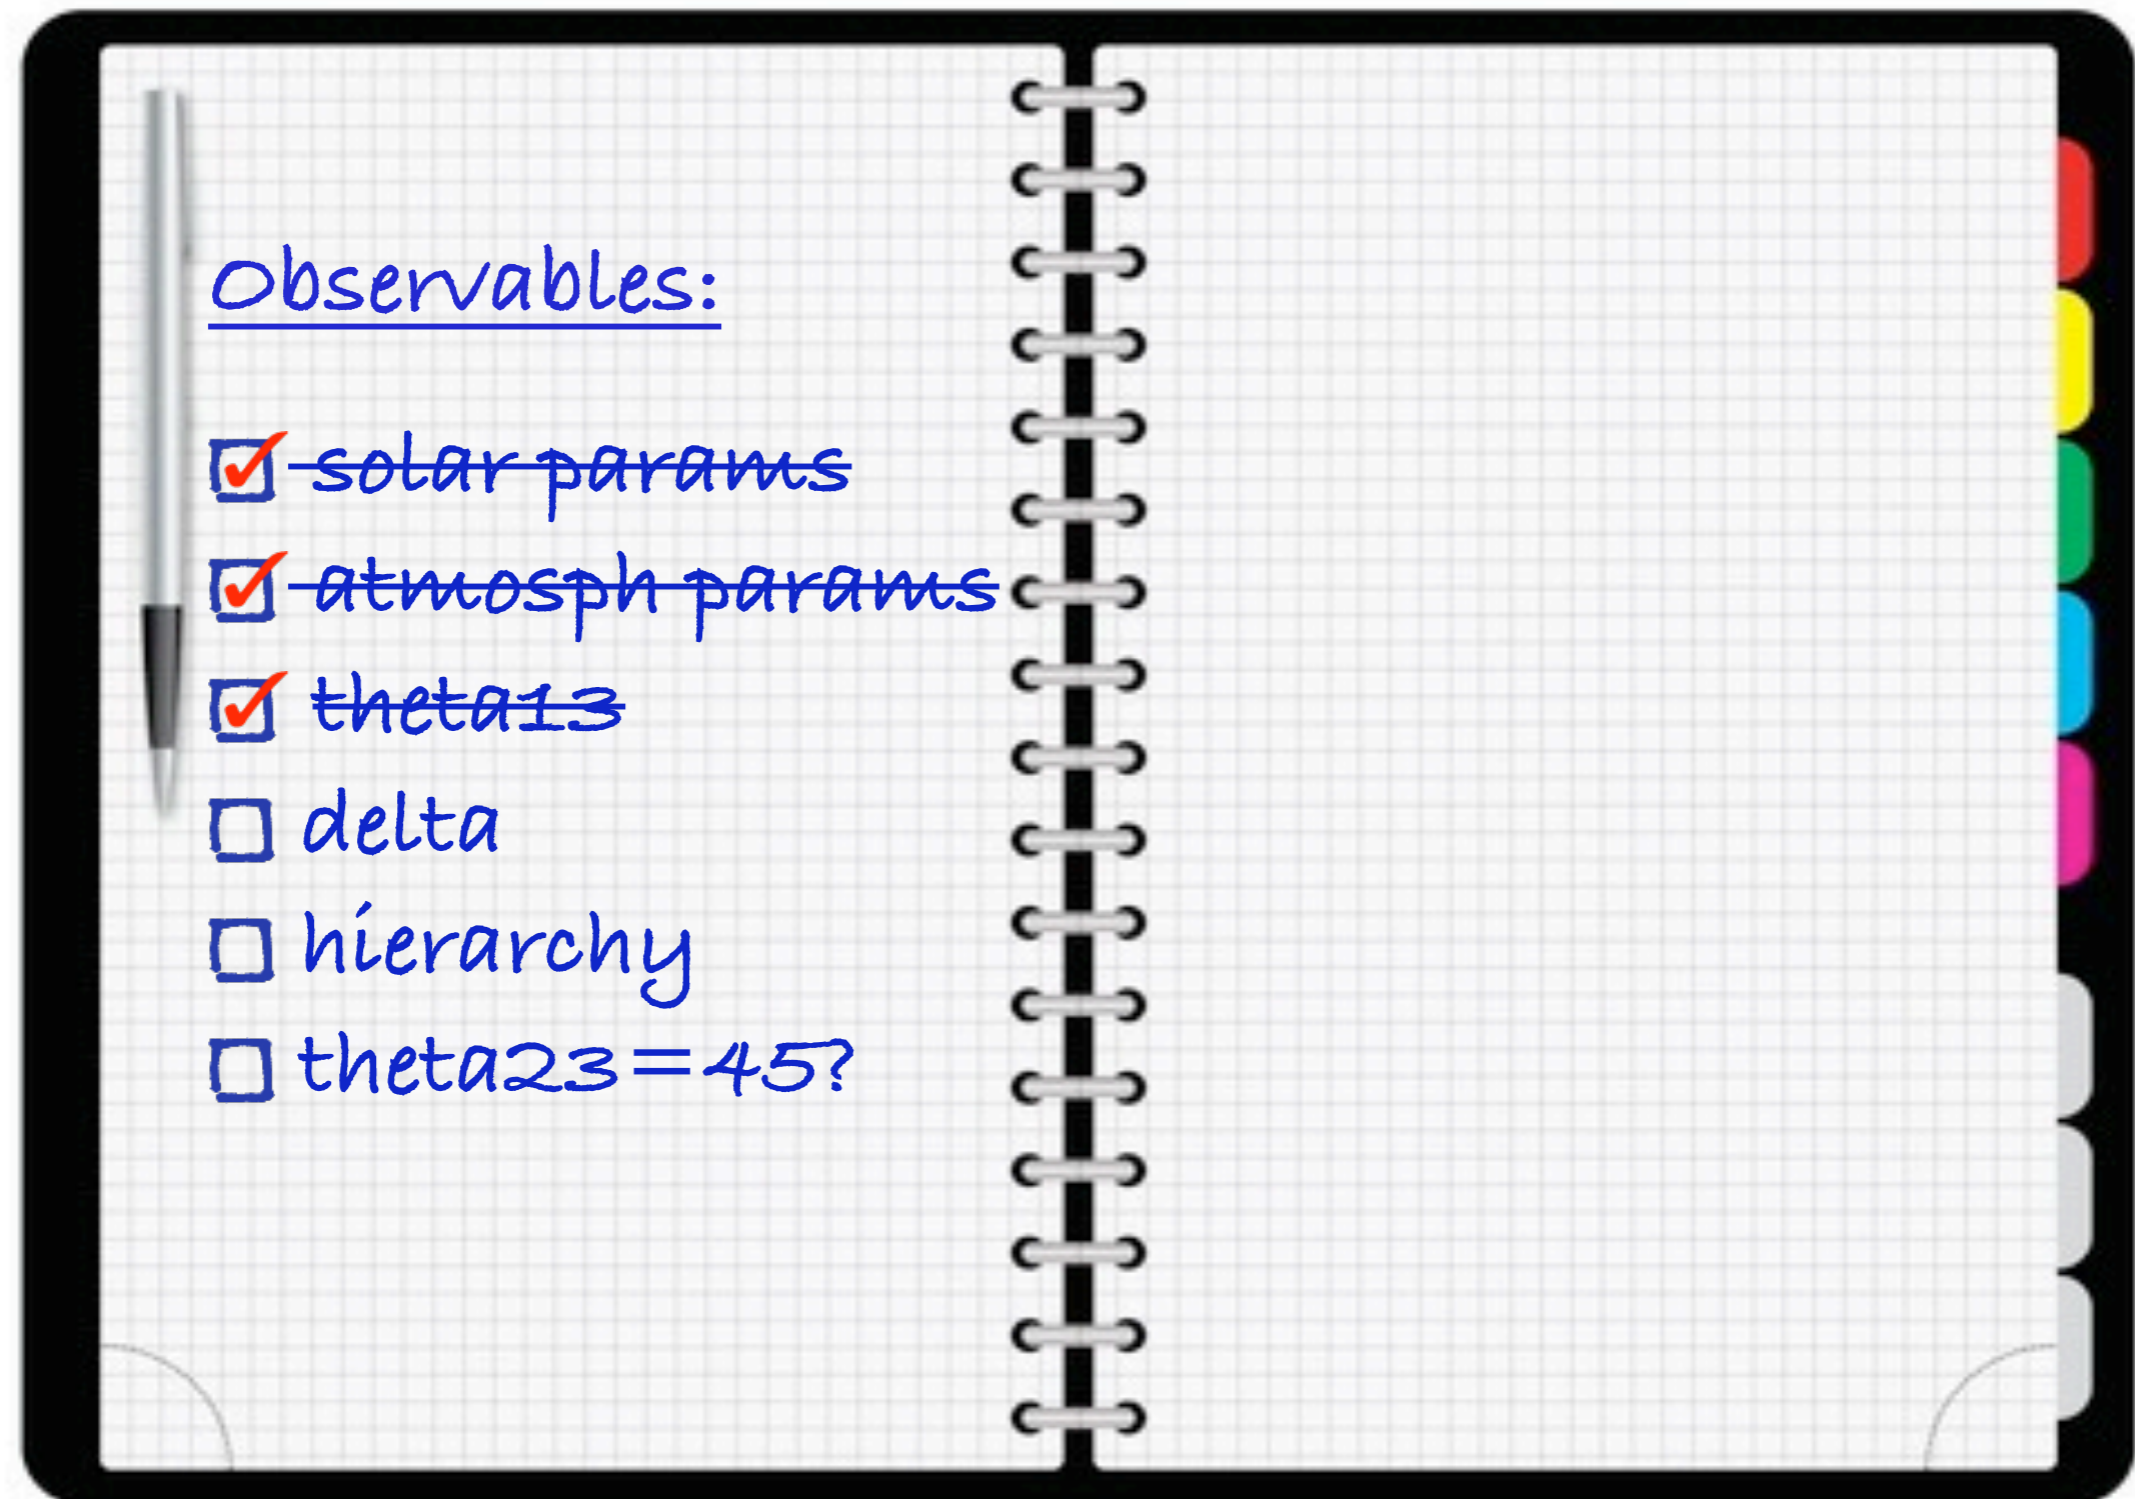 Observables:
solar params
atmosph params
theta13
delta
hierarchy
theta23=45?